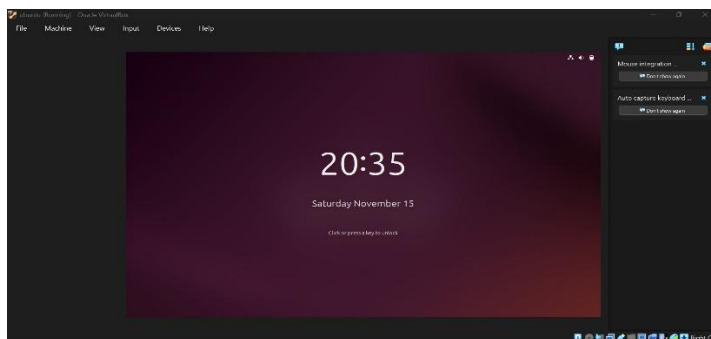 ubuntu [Running] - Oracle VirtualBox
File Machine View Input Devices Help
Mouse integration ...
Don't show again
Auto capture keyboard ...
Don't show again
20:35
Saturday November 15
Click or press a key to unlock
Right